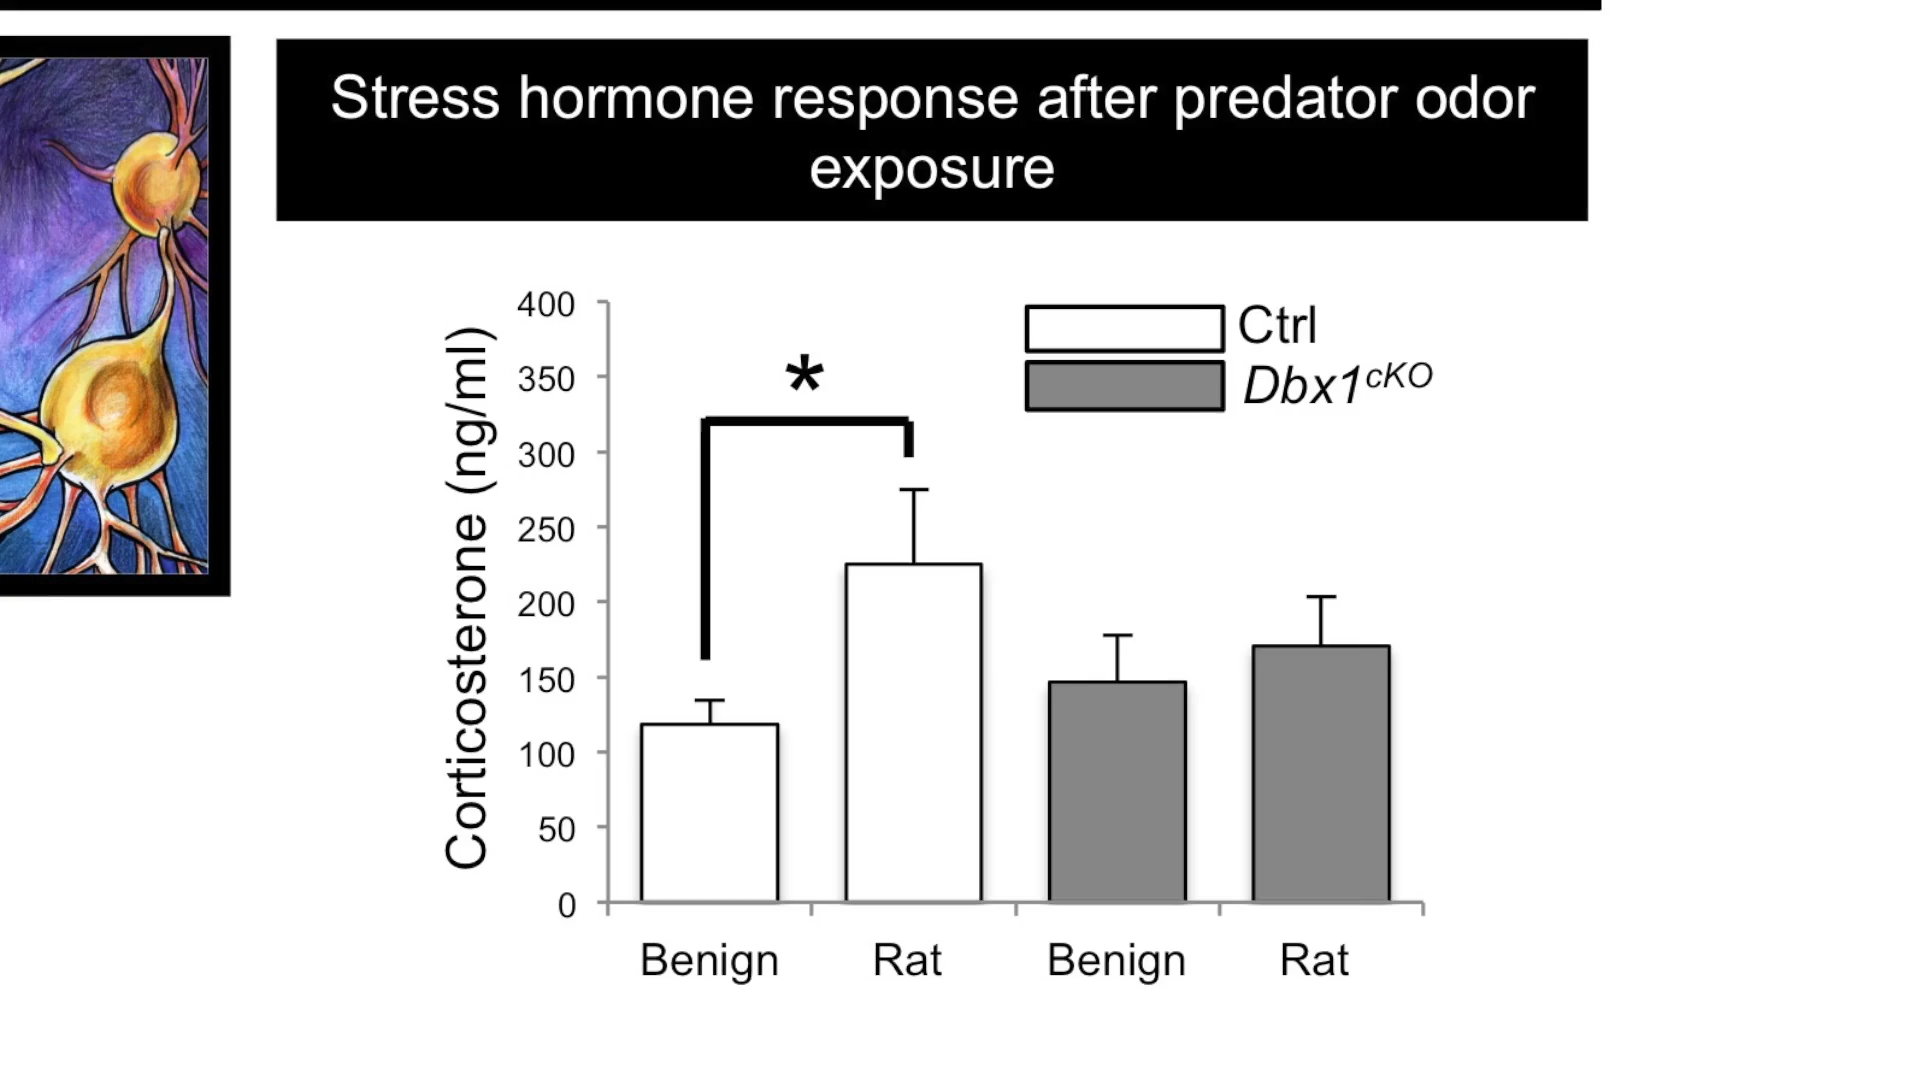 Stress hormone response after predator odor
exposure
Corticosterone (ng/ml)
400
350
300
250
200
150
100
50
0
*
Ctrl
Dbx1cKO
Benign Rat Benign Rat